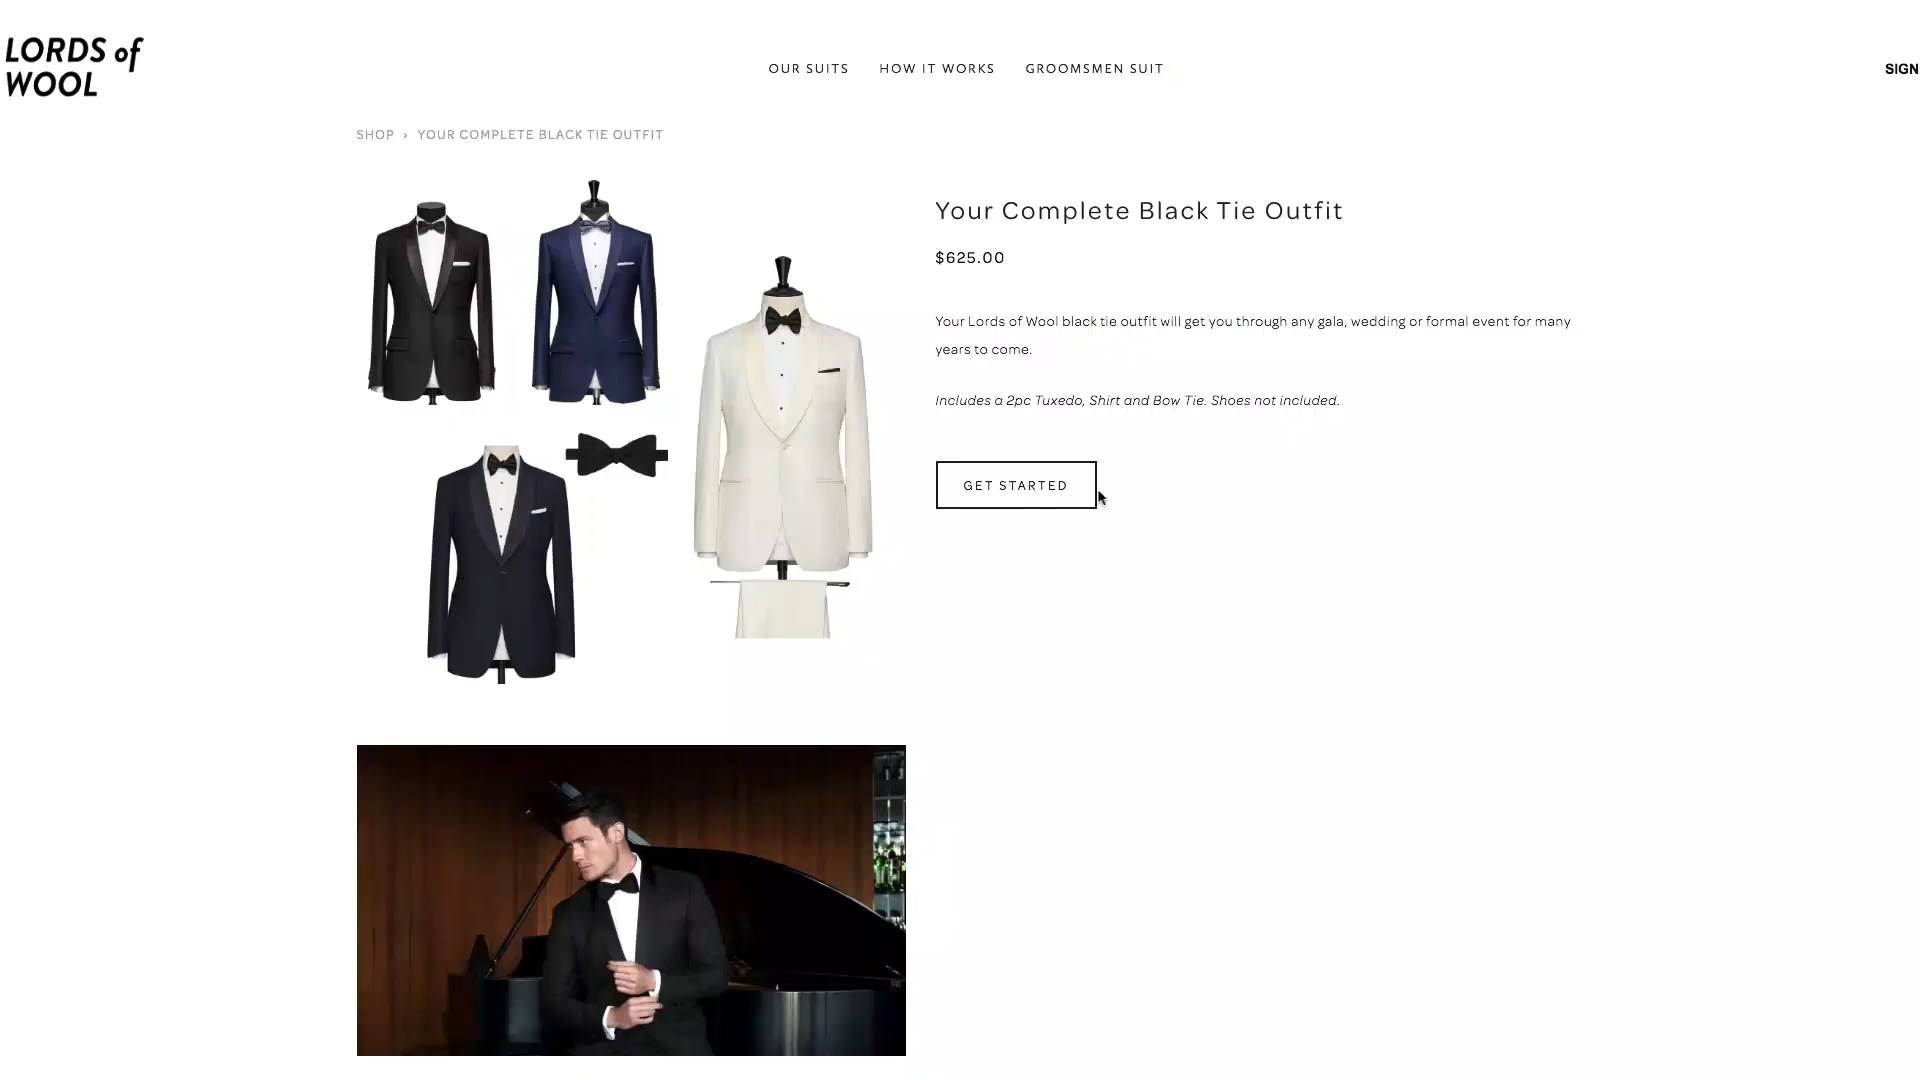 LORDS of
WOOL
OUR SUITS
HOW IT WORKS
GROOMSMEN SUIT
SIGN
SHOP › YOUR COMPLETE BLACK TIE OUTFIT
Your Complete Black Tie Outfit
$625.00
Your Lords of Wool black tie outfit will get you through any gala, wedding or formal event for many
years to come.
Includes a 2pc Tuxedo, Shirt and Bow Tie. Shoes not included.
GET STARTED